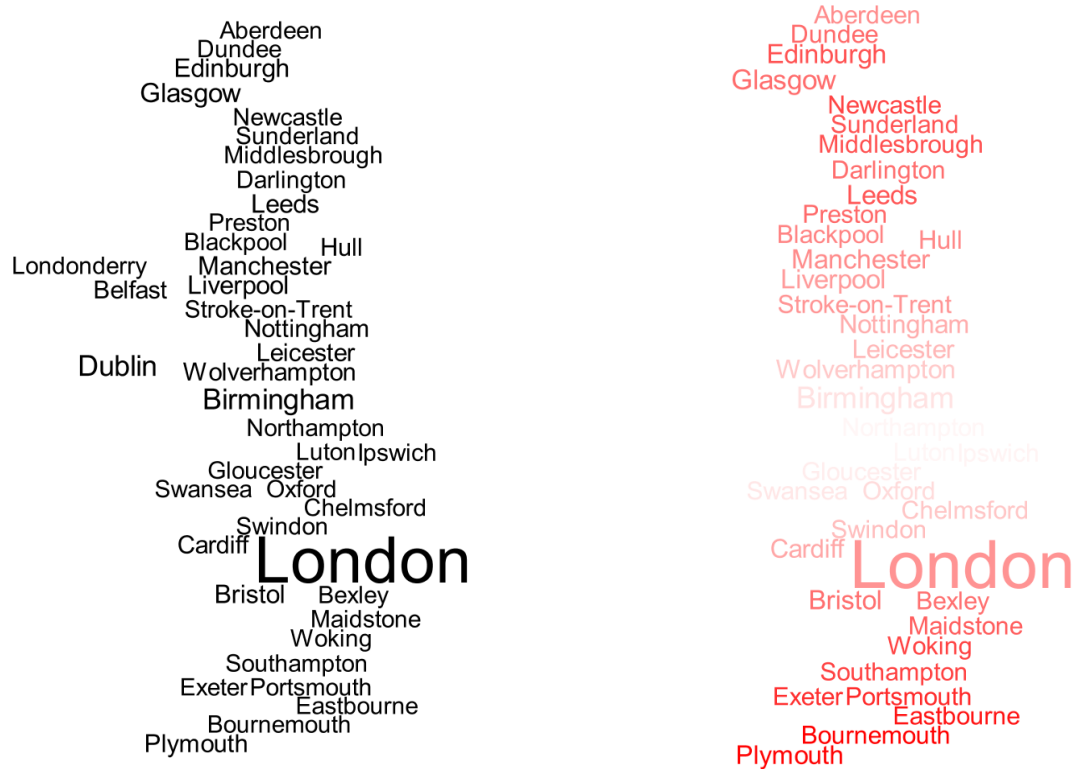 Aberdeen
Dundee
Edinburgh
Glasgow
Newcastle
Sunderland
Middlesbrough
Darlington
Leeds
Preston
Blackpool
Hull
Londonderry
Manchester
Belfast
Liverpool
Stroke-on-Trent
Nottingham
Leicester
Dublin
Wolverhampton
Birmingham
Northampton
Luton
Ipswich
Gloucester
Swansea
Oxford
Chelmsford
Swindon
Cardiff
London
Bristol
Bexley
Maidstone
Woking
Southampton
Exeter
Portsmouth
Eastbourne
Bournemouth
Plymouth
Aberdeen
Dundee
Edinburgh
Glasgow
Newcastle
Sunderland
Middlesbrough
Darlington
Leeds
Preston
Blackpool
Hull
Manchester
Liverpool
Stroke-on-Trent
Nottingham
Leicester
Wolverhampton
Birmingham
Northampton
Luton
Ipswich
Gloucester
Swansea
Oxford
Chelmsford
Swindon
Cardiff
London
Bristol
Bexley
Maidstone
Woking
Southampton
Exeter
Portsmouth
Eastbourne
Bournemouth
Plymouth